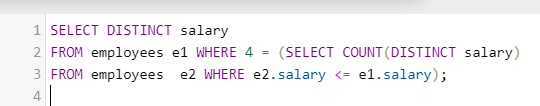 1 SELECT DISTINCT salary
2 FROM employees e1 WHERE 4 = (SELECT COUNT(DISTINCT salary)
3 FROM employees  e2 WHERE e2.salary <= e1.salary);
4